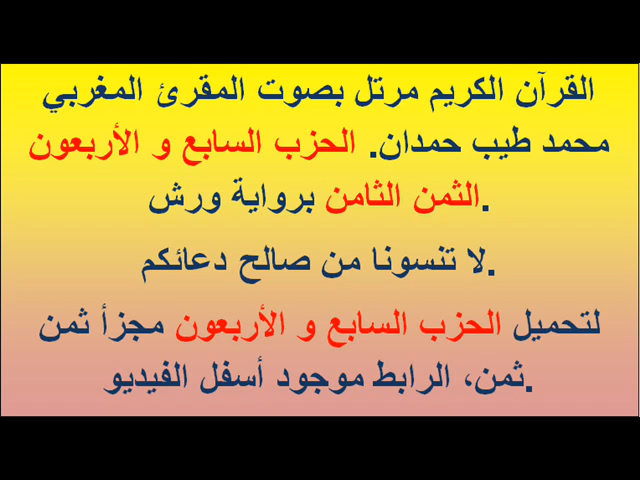 القرآن الكريم مرتل بصوت المقرئ المغربي
محمد طيب حمدان. الحزب السابع و الأربعون
الثمن الثامن برواية ورش.
لا تنسونا من صالح دعائكم.
لتحميل الحزب السابع و الأربعون مجزأ ثمن
ثمن، الرابط موجود أسفل الفيديو.